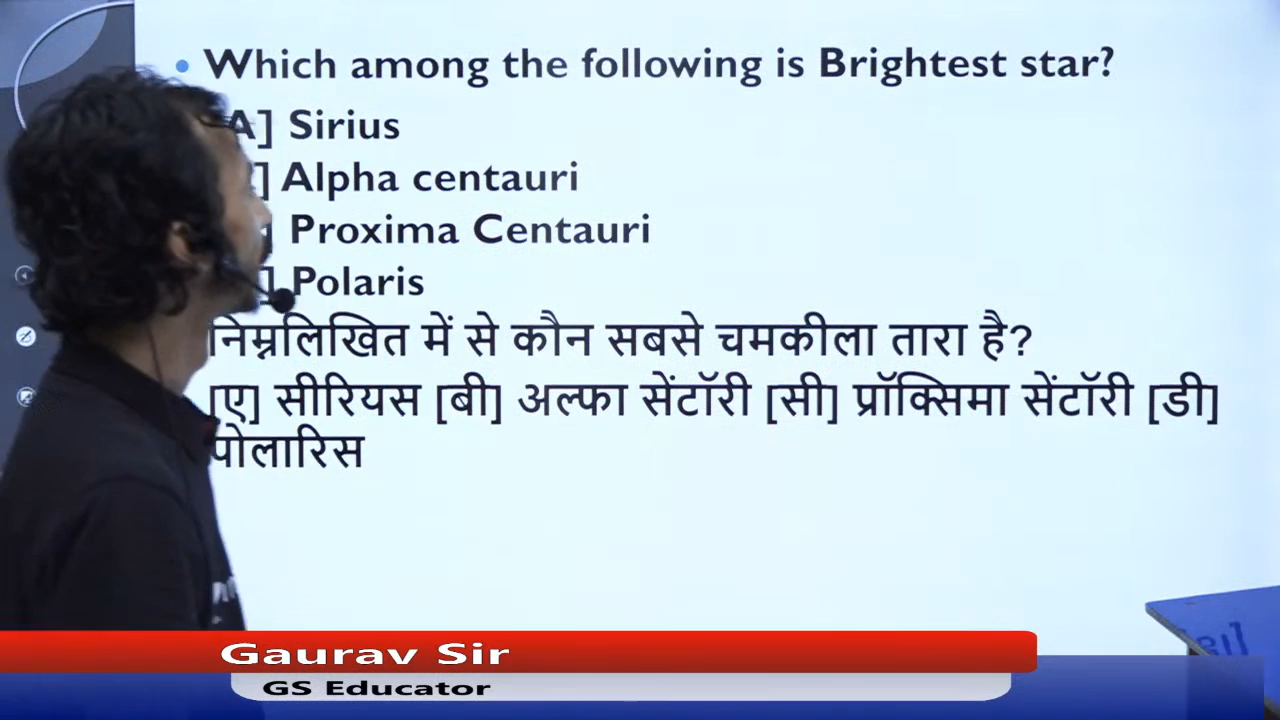 Which among the following is Brightest star?
A] Sirius
] Alpha centauri
] Proxima Centauri
] Polaris
निम्नलिखित में से कौन सबसे चमकीला तारा है?
[ए] सीरियस [बी] अल्फा सेंटॉरी [सी] प्रॉक्सिमा सेंटॉरी [डी]
पोलारिस
Gaurav Sir
GS Educator